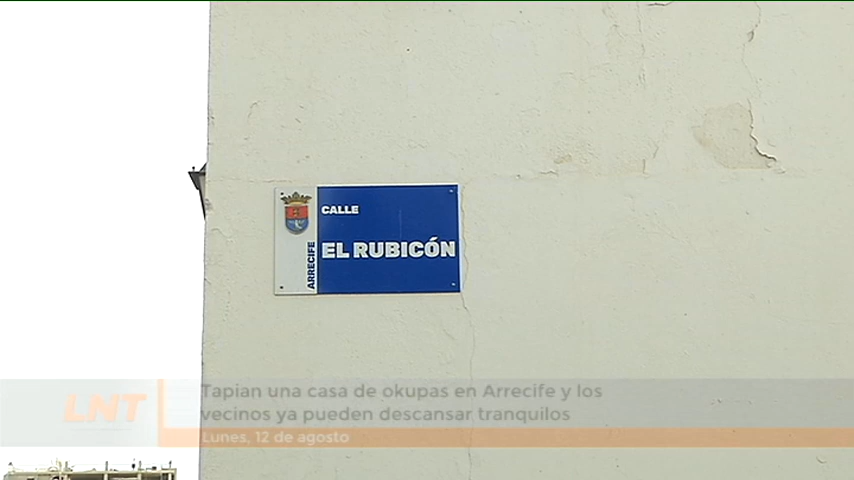 CALLE
EL RUBICÓN
ARRECIFE
LNT
Tapian una casa de okupas en Arrecife y los
vecinos ya pueden descansar tranquilos
Lunes, 12 de agosto